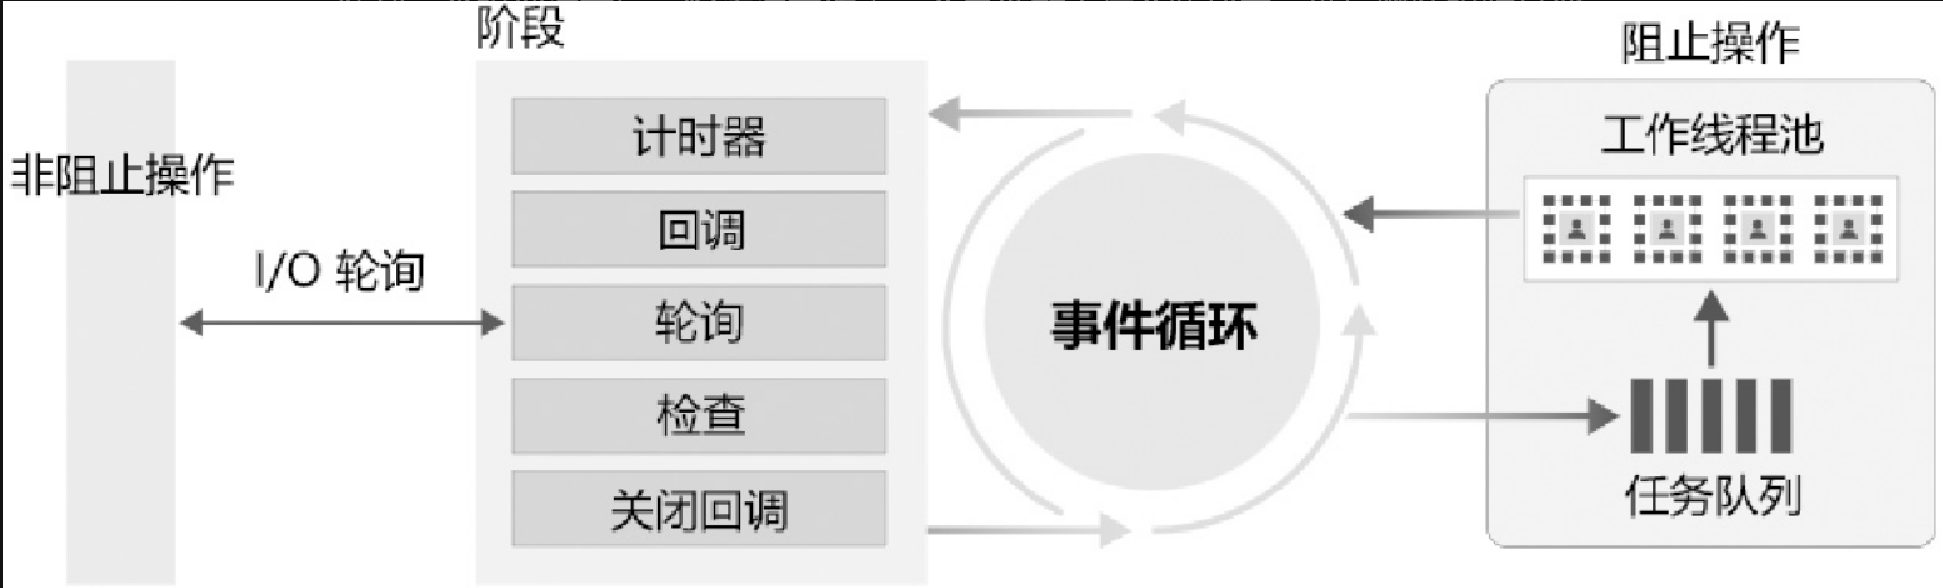 阶段
计时器
回调
轮询
检查
关闭回调
非阻止操作
I/O 轮询
事件循环
阻止操作
工作线程池
任务队列